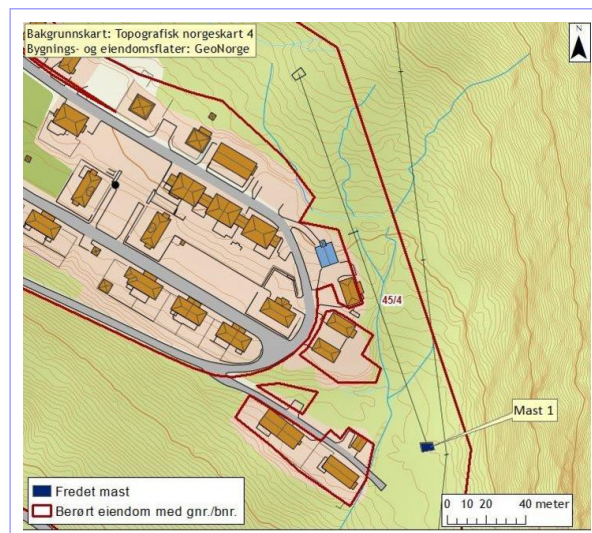 Bakgrunnskart: Topografisk norgeskart 4
Bygnings- og eiendomsflater: GeoNorge
N
45/4
Mast 1
Fredet mast
Berørt eiendom med gnr./bnr.
0 10 20 40 meter